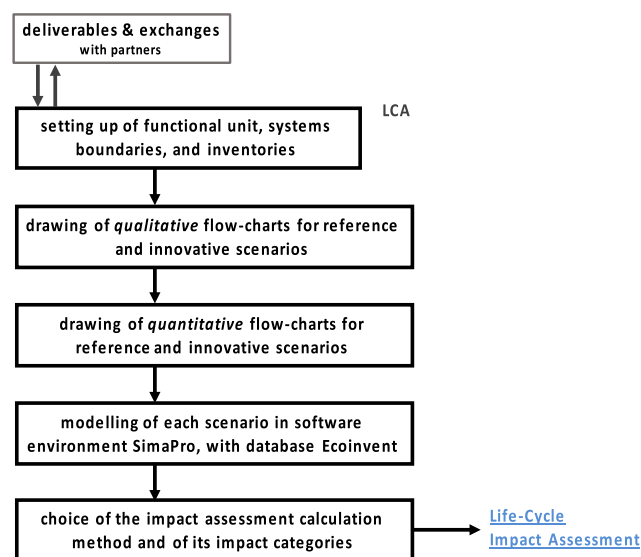 deliverables & exchanges
with partners
LCA
setting up of functional unit, systems
boundaries, and inventories
drawing of qualitative flow-charts for reference
and innovative scenarios
drawing of quantitative flow-charts for
reference and innovative scenarios
modelling of each scenario in software
environment SimaPro, with database Ecoinvent
choice of the impact assessment calculation
method and of its impact categories
Life-Cycle
Impact Assessment